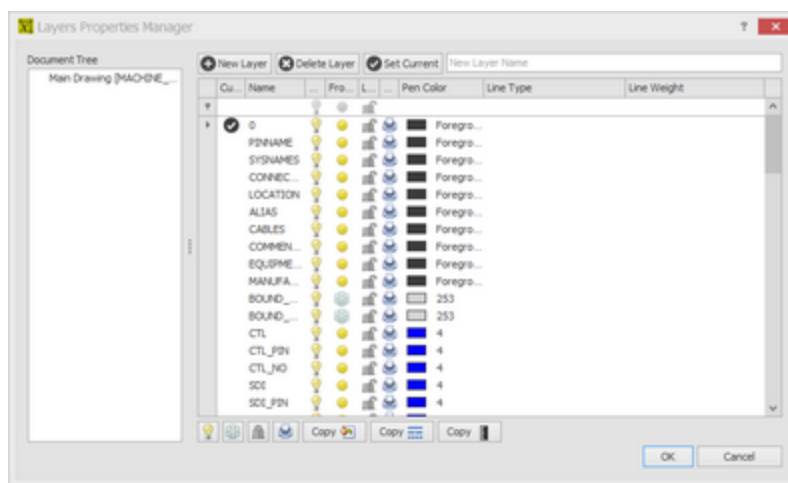 Layers Properties Manager
?
Document Tree
Main Drawing [MACHINE_...
New Layer Delete Layer Set Current New Layer Name
Cu... Name ... Fro... L... ... Pen Color Line Type Line Weight
0 Foregro...
PINNAME Foregro...
SYSNAMES Foregro...
CONNEC... Foregro...
LOCATION Foregro...
ALIAS Foregro...
CABLES Foregro...
COMMEN... Foregro...
EQUIPME... Foregro...
MANUFA... Foregro...
BOUND_... 253
BOUND_... 253
CTL 4
CTL_PIN 4
CTL_NO 4
SDI 4
SDI_PIN 4
Copy Copy Copy
OK Cancel